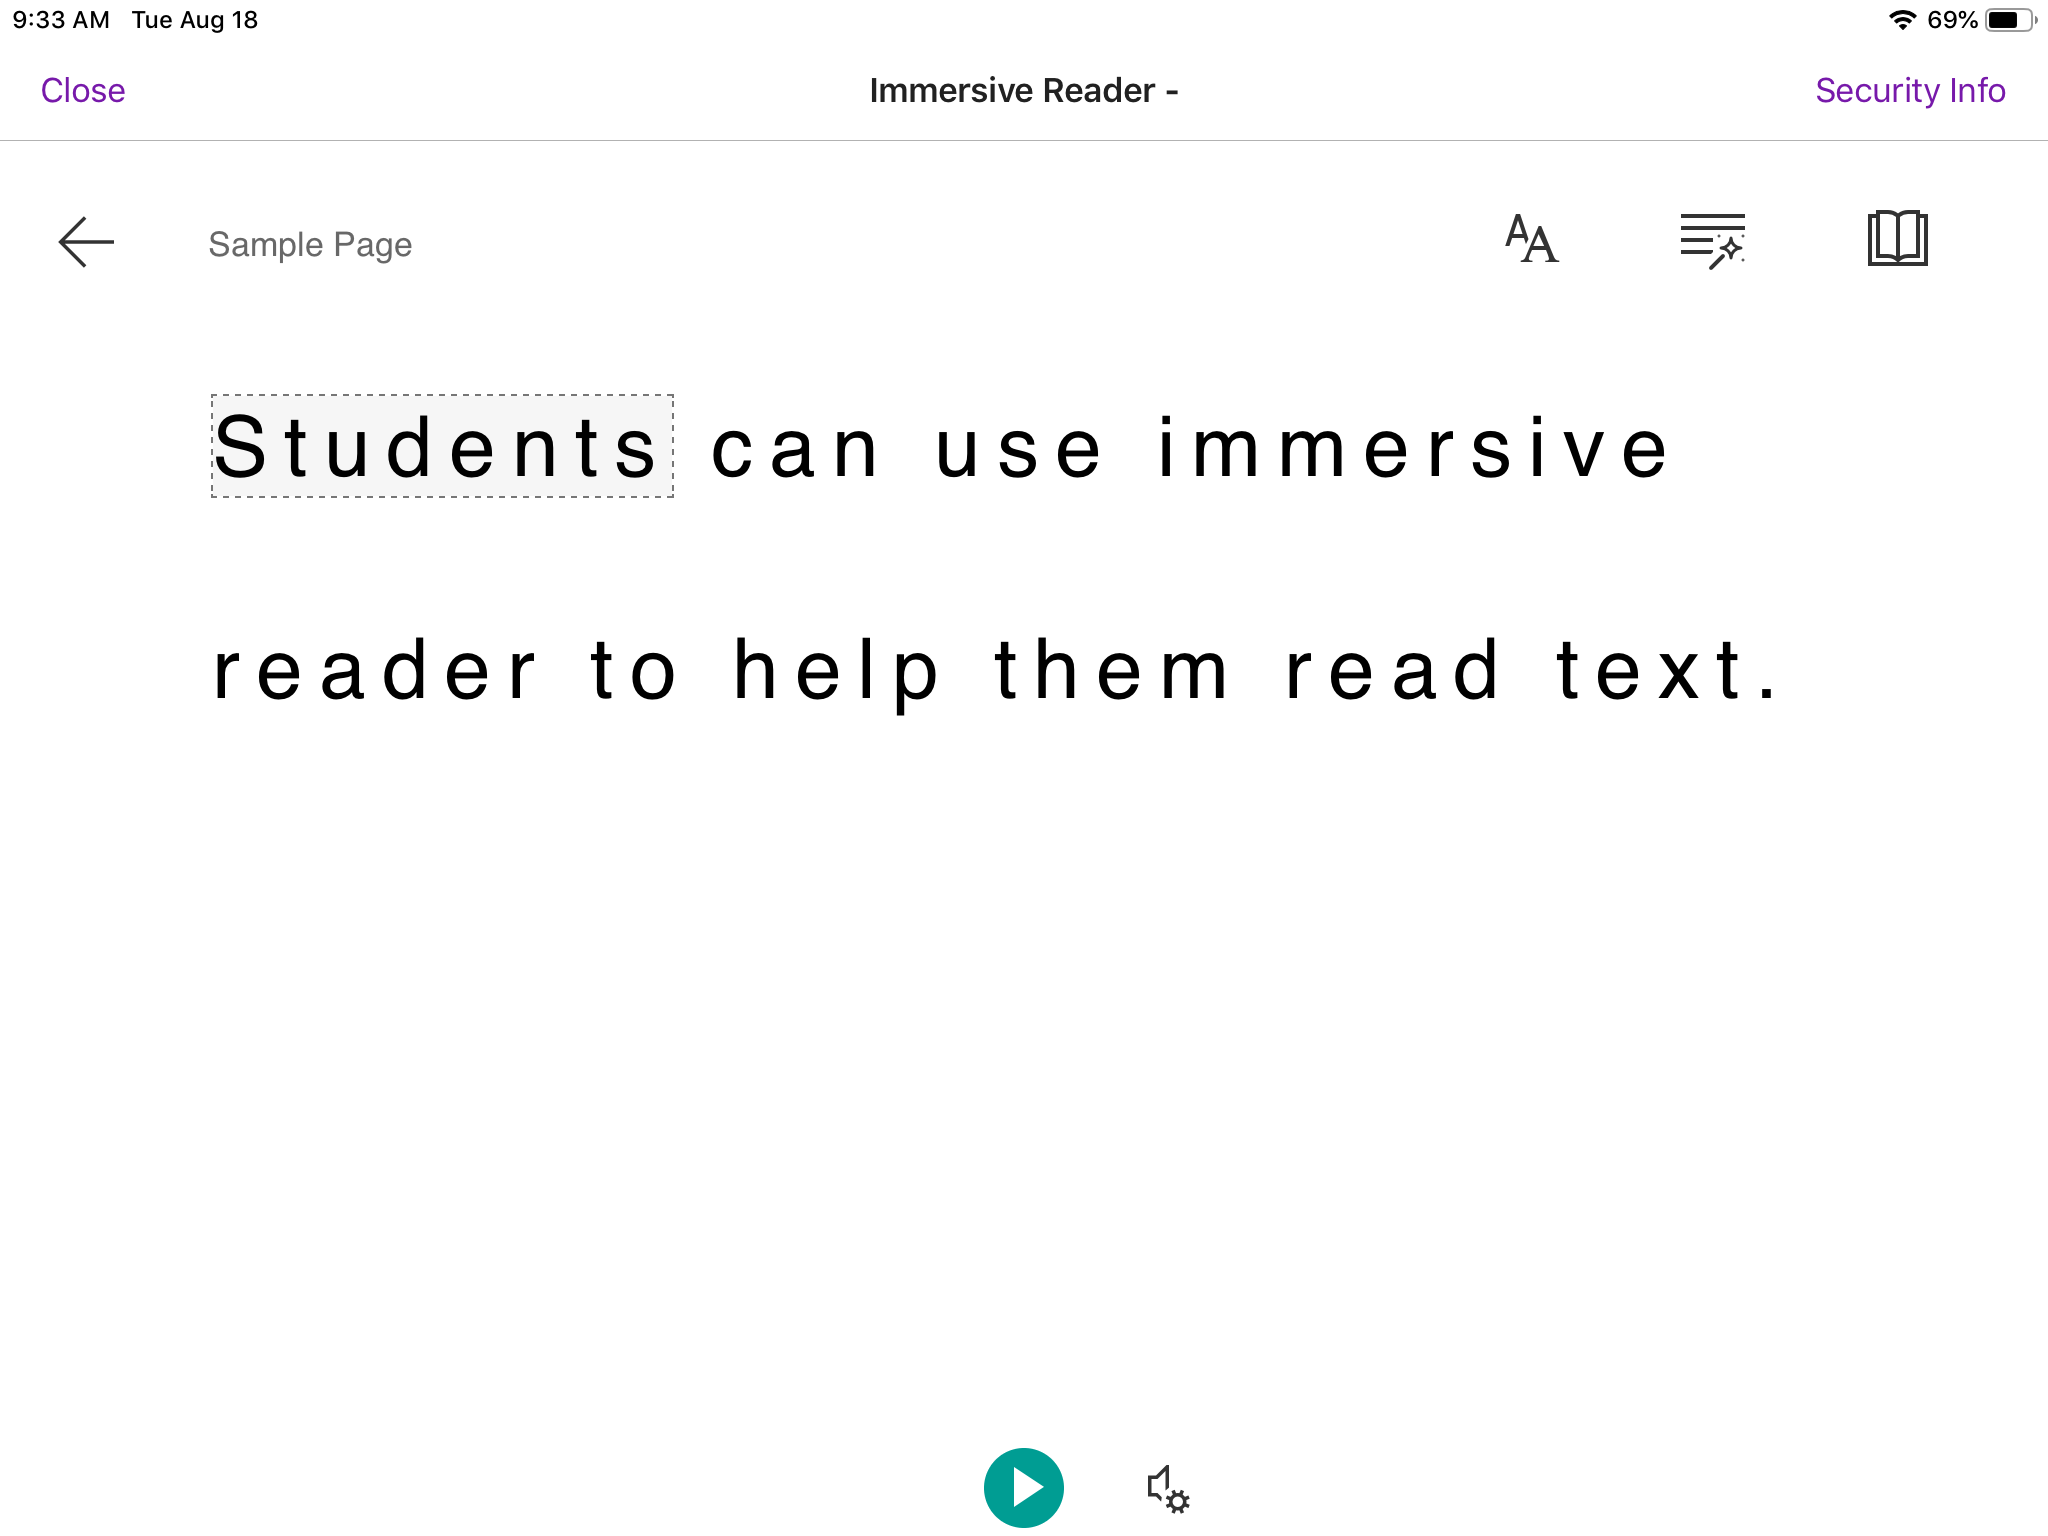 9:33 AM Tue Aug 18 69%
Close Immersive Reader - Security Info
Sample Page
Students can use immersive
reader to help them read text.